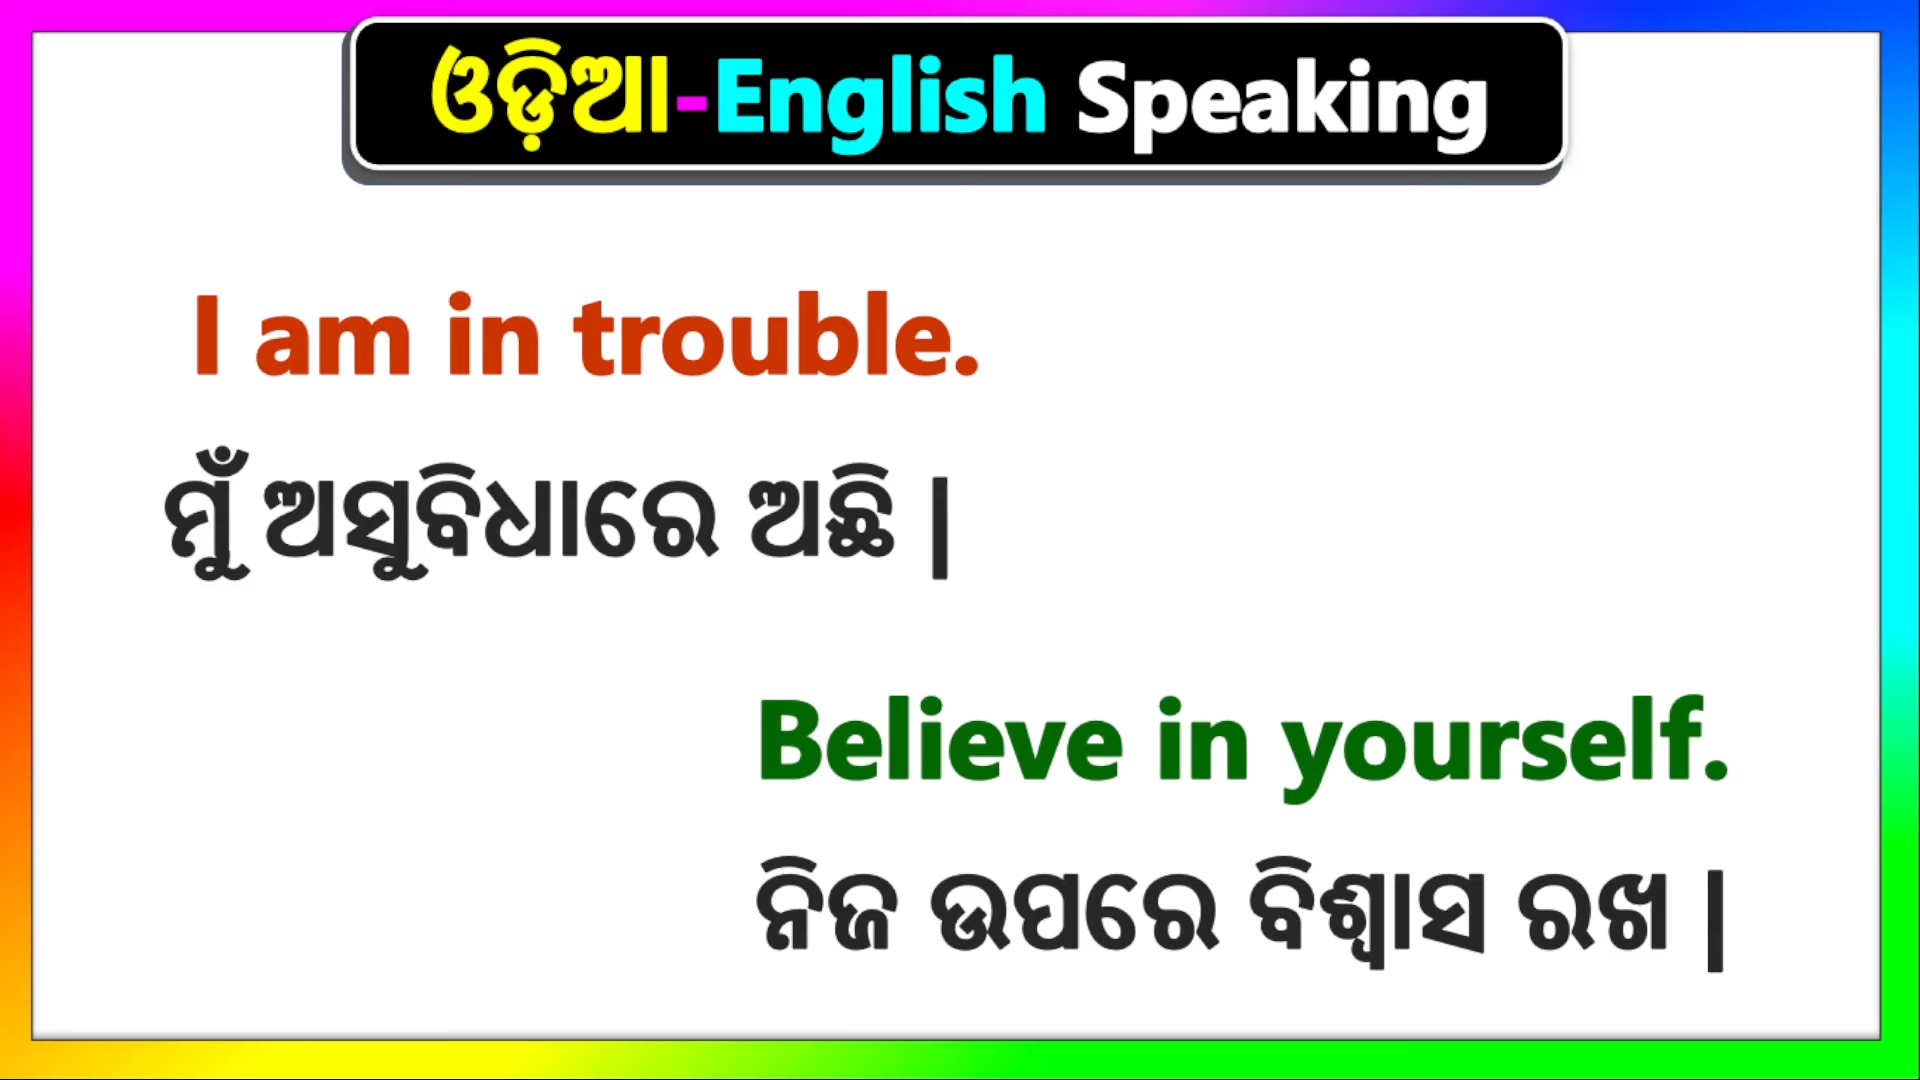 ଓଡ଼ିଆ-English Speaking
I am in trouble.
ମୁଁ ଅସୁବିଧାରେ ଅଛି |
Believe in yourself.
ନିଜ ଉପରେ ବିଶ୍ୱାସ ରଖ |